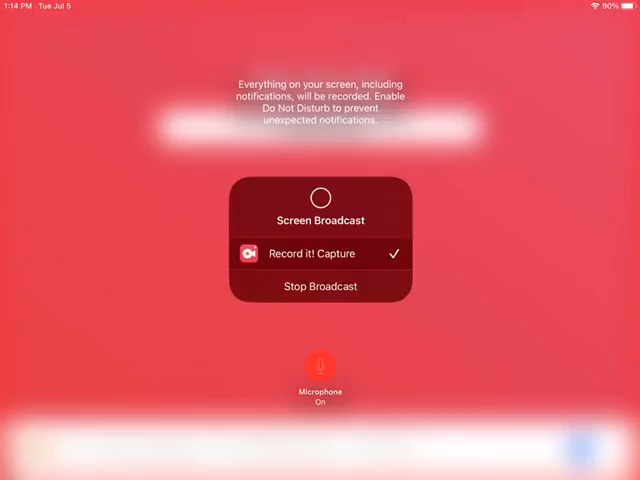 1:14 PM Tue Jul 5
90%
Everything on your screen, including
notifications, will be recorded. Enable
Do Not Disturb to prevent
unexpected notifications.
Screen Broadcast
Record it! Capture
Stop Broadcast
Microphone
On